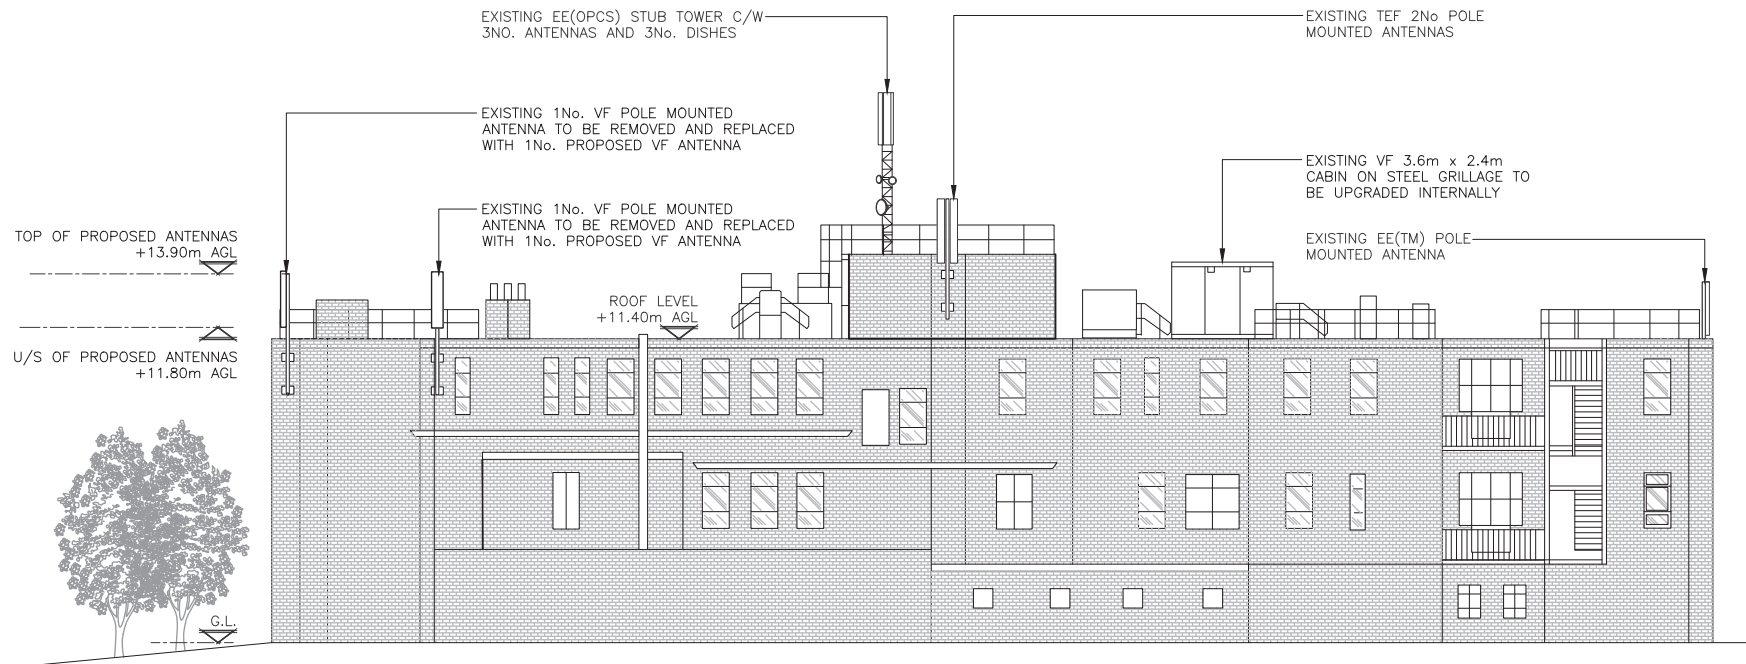 EXISTING EE(OPCS) STUB TOWER C/W
3NO. ANTENNAS AND 3No. DISHES
EXISTING TEF 2No POLE
MOUNTED ANTENNAS
EXISTING 1No. VF POLE MOUNTED
ANTENNA TO BE REMOVED AND REPLACED
WITH 1No. PROPOSED VF ANTENNA
EXISTING VF 3.6m x 2.4m
CABIN ON STEEL GRILLAGE TO
BE UPGRADED INTERNALLY
EXISTING 1No. VF POLE MOUNTED
ANTENNA TO BE REMOVED AND REPLACED
WITH 1No. PROPOSED VF ANTENNA
TOP OF PROPOSED ANTENNAS
+13.90m AGL
EXISTING EE(TM) POLE
MOUNTED ANTENNA
ROOF LEVEL
+11.40m AGL
U/S OF PROPOSED ANTENNAS
+11.80m AGL
G.L.